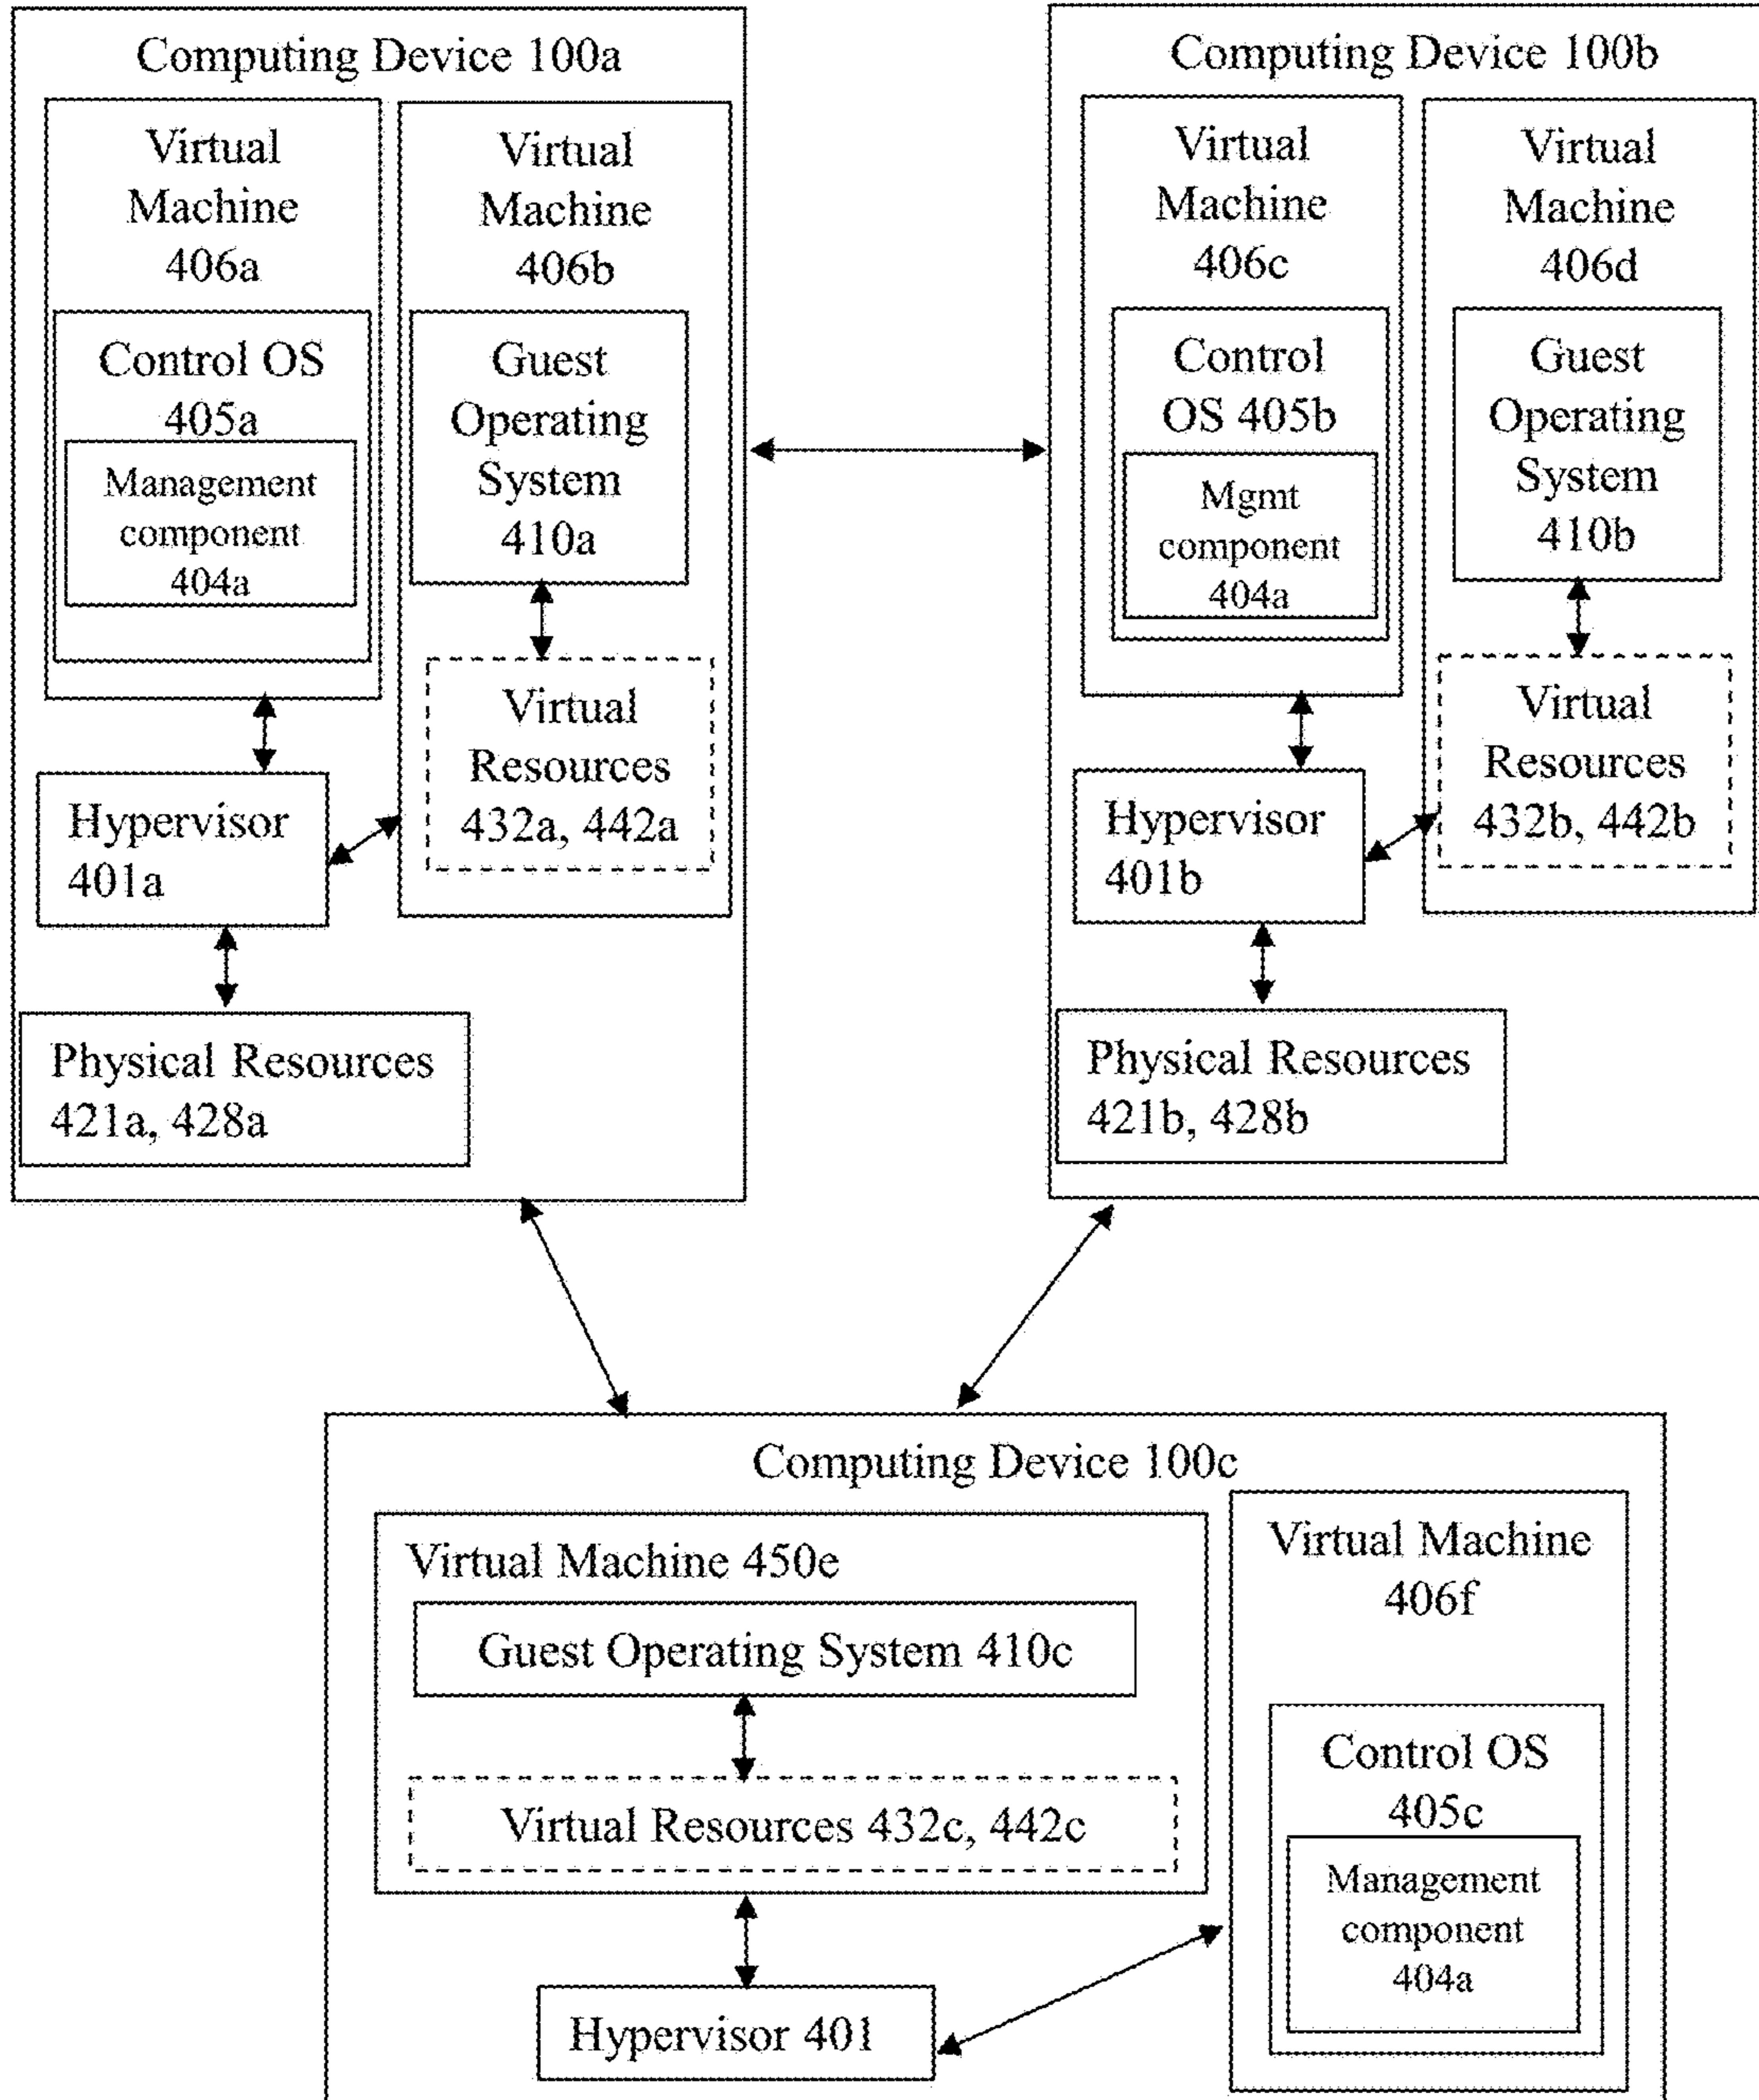 Computing Device 100a
Virtual
Machine
406a
Control OS
405a
Management
component
404a
Virtual
Machine
406b
Guest
Operating
System
410a
Virtual
Resources
432a, 442a
Hypervisor
401a
Physical Resources
421a, 428a
Computing Device 100b
Virtual
Machine
406c
Control
OS 405b
Mgmt
component
404a
Virtual
Machine
406d
Guest
Operating
System
410b
Virtual
Resources
432b, 442b
Hypervisor
401b
Physical Resources
421b, 428b
Computing Device 100c
Virtual Machine 450e
Guest Operating System 410c
Virtual Resources 432c, 442c
Hypervisor 401
Virtual Machine
406f
Control OS
405c
Management
component
404a